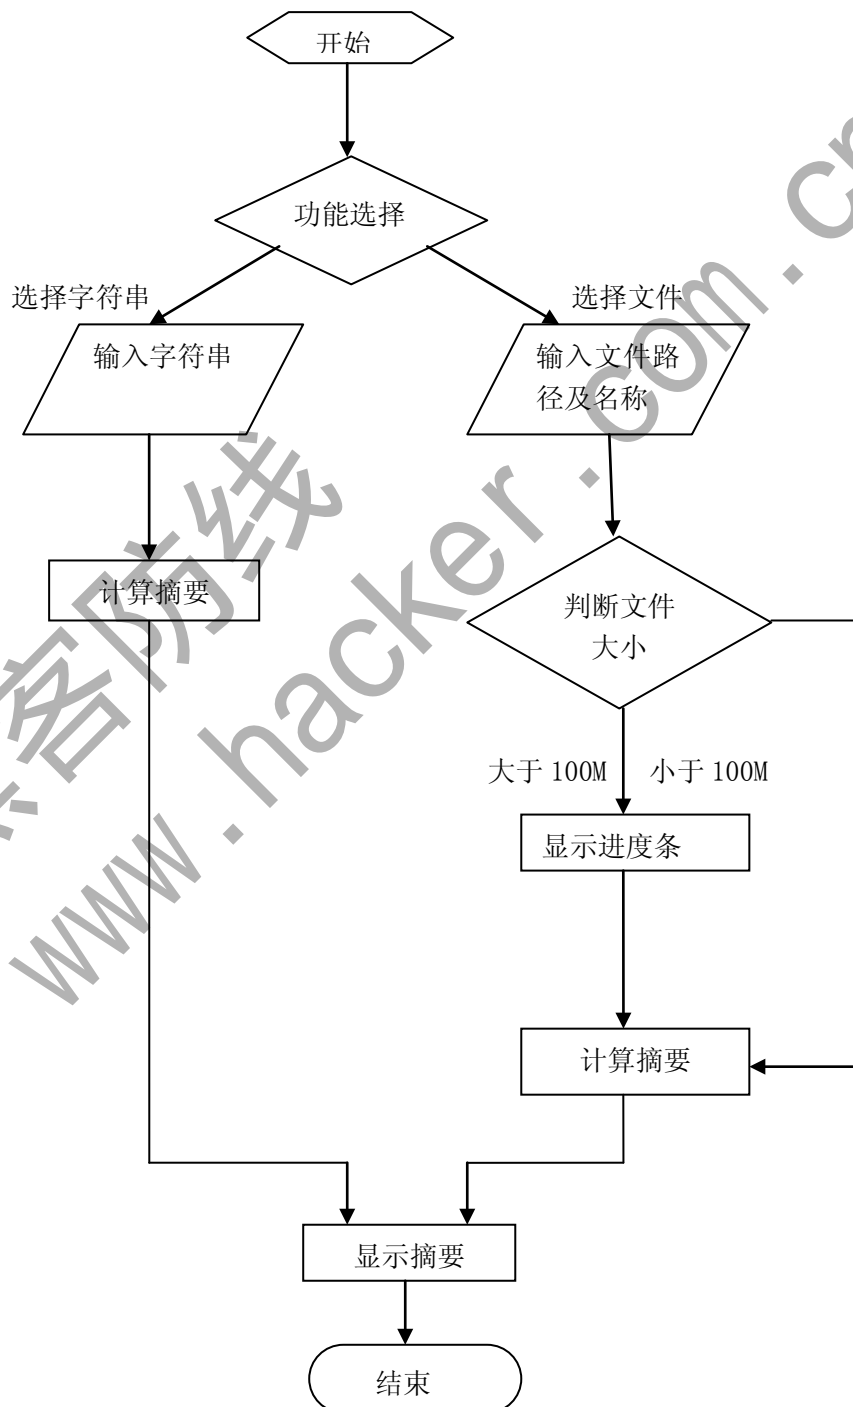 开始
功能选择
选择字符串
选择文件
输入字符串
输入文件路
径及名称
计算摘要
判断文件
大小
大于 100M
小于 100M
显示进度条
计算摘要
显示摘要
结束
客防线
www.hacker.com.c